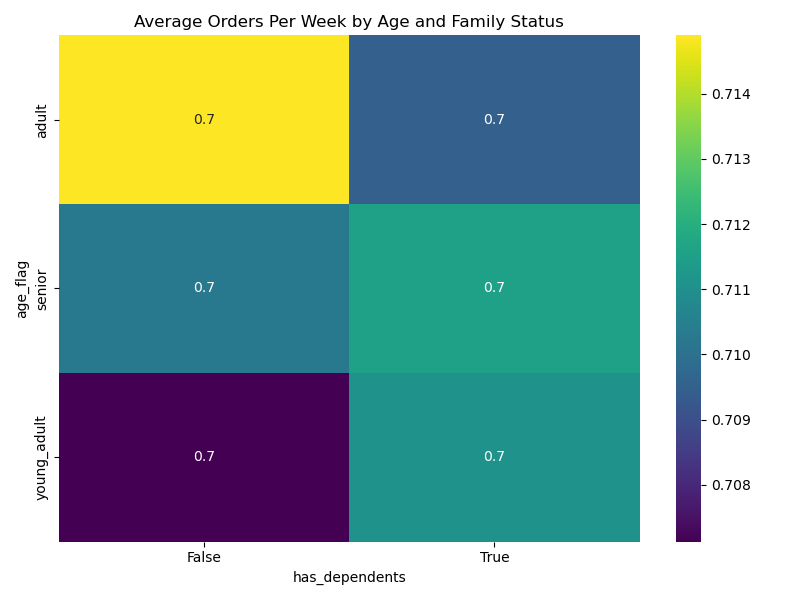 Average Orders Per Week by Age and Family Status
age_flag
adult
senior
young_adult
0.7
0.7
0.7
0.7
0.7
0.7
False
True
has_dependents
0.714
0.713
0.712
0.711
0.710
0.709
0.708